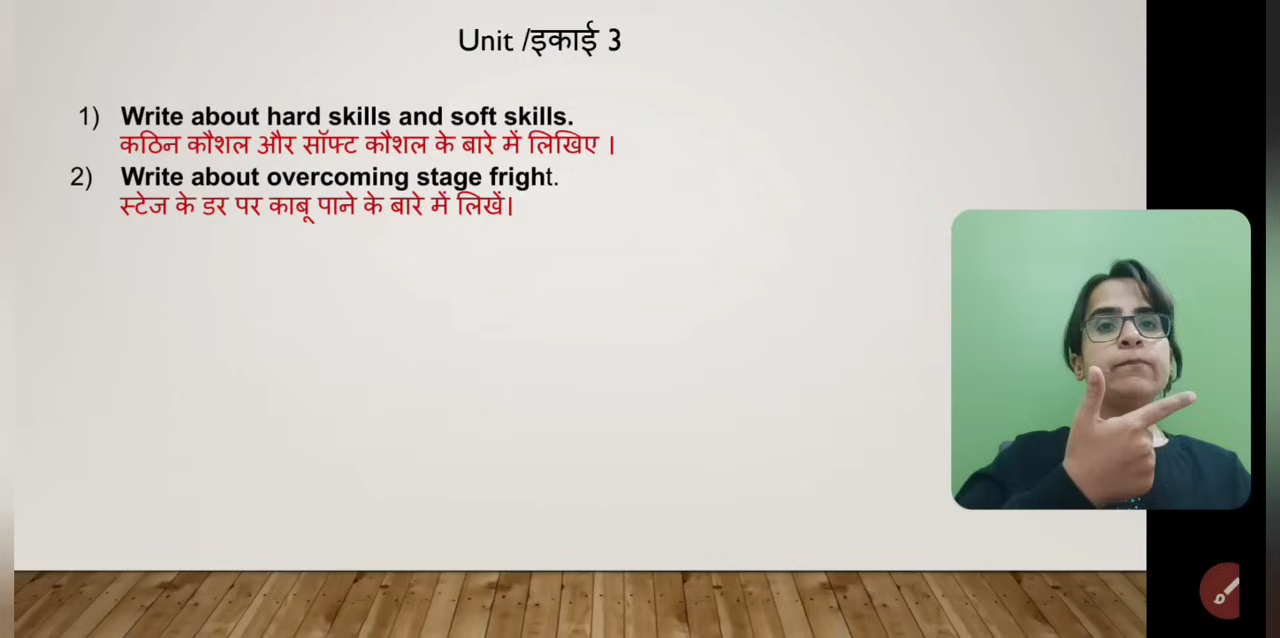 Unit /इकाई 3
1) Write about hard skills and soft skills.
कठिन कौशल और सॉफ्ट कौशल के बारे में लिखिए ।
2) Write about overcoming stage fright.
स्टेज के डर पर काबू पाने के बारे में लिखें।